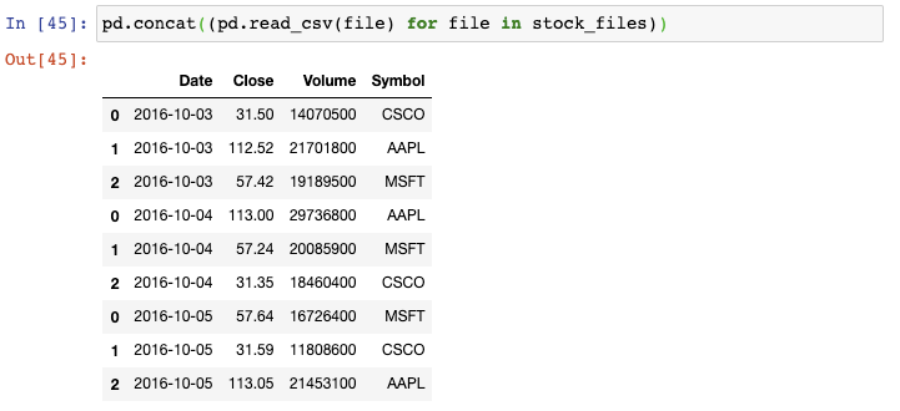 In [45]: pd.concat((pd.read_csv(file) for file in stock_files))
Out[45]:
Date Close Volume Symbol
0 2016-10-03 31.50 14070500 CSCO
1 2016-10-03 112.52 21701800 AAPL
2 2016-10-03 57.42 19189500 MSFT
0 2016-10-04 113.00 29736800 AAPL
1 2016-10-04 57.24 20085900 MSFT
2 2016-10-04 31.35 18460400 CSCO
0 2016-10-05 57.64 16726400 MSFT
1 2016-10-05 31.59 11808600 CSCO
2 2016-10-05 113.05 21453100 AAPL